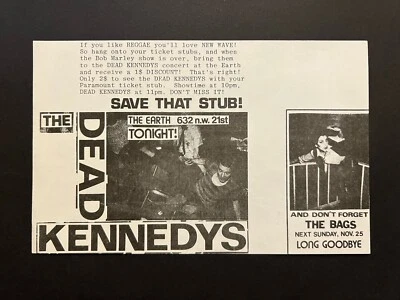 If you like REGGAE you'll love NEW WAVE!
So hang onto your ticket stubs, and when
the Bob Marley show is over, bring them
to the DEAD KENNEDYS concert at the Earth
and receive a 1$ DISCOUNT! That's right!
Only 2$ to see the DEAD KENNEDYS with your
Paramount ticket stub. Showtime at 10pm.
DEAD KENNEDYS at 11pm. DON'T MISS IT!
SAVE THAT STUB!
THE
DEAD
KENNEDYS
THE EARTH 632 n.w. 21st
TONIGHT!
AND DON'T FORGET
THE BAGS
NEXT SUNDAY, NOV. 25
LONG GOODBYE